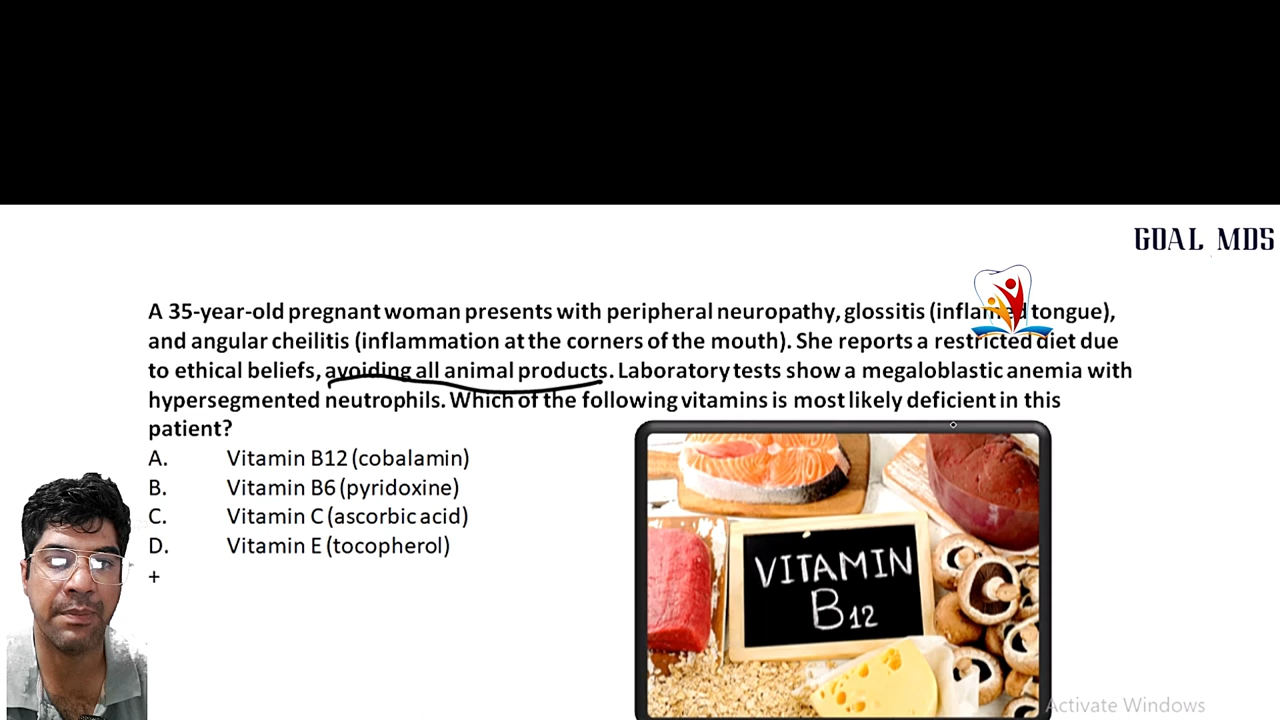 GOAL MDS
A 35-year-old pregnant woman presents with peripheral neuropathy, glossitis (inflamed tongue),
and angular cheilitis (inflammation at the corners of the mouth). She reports a restricted diet due
to ethical beliefs, avoiding all animal products. Laboratory tests show a megaloblastic anemia with
hypersegmented neutrophils. Which of the following vitamins is most likely deficient in this
patient?
A. Vitamin B12 (cobalamin)
B. Vitamin B6 (pyridoxine)
C. Vitamin C (ascorbic acid)
D. Vitamin E (tocopherol)
+
VITAMIN
B12
Activate Windows